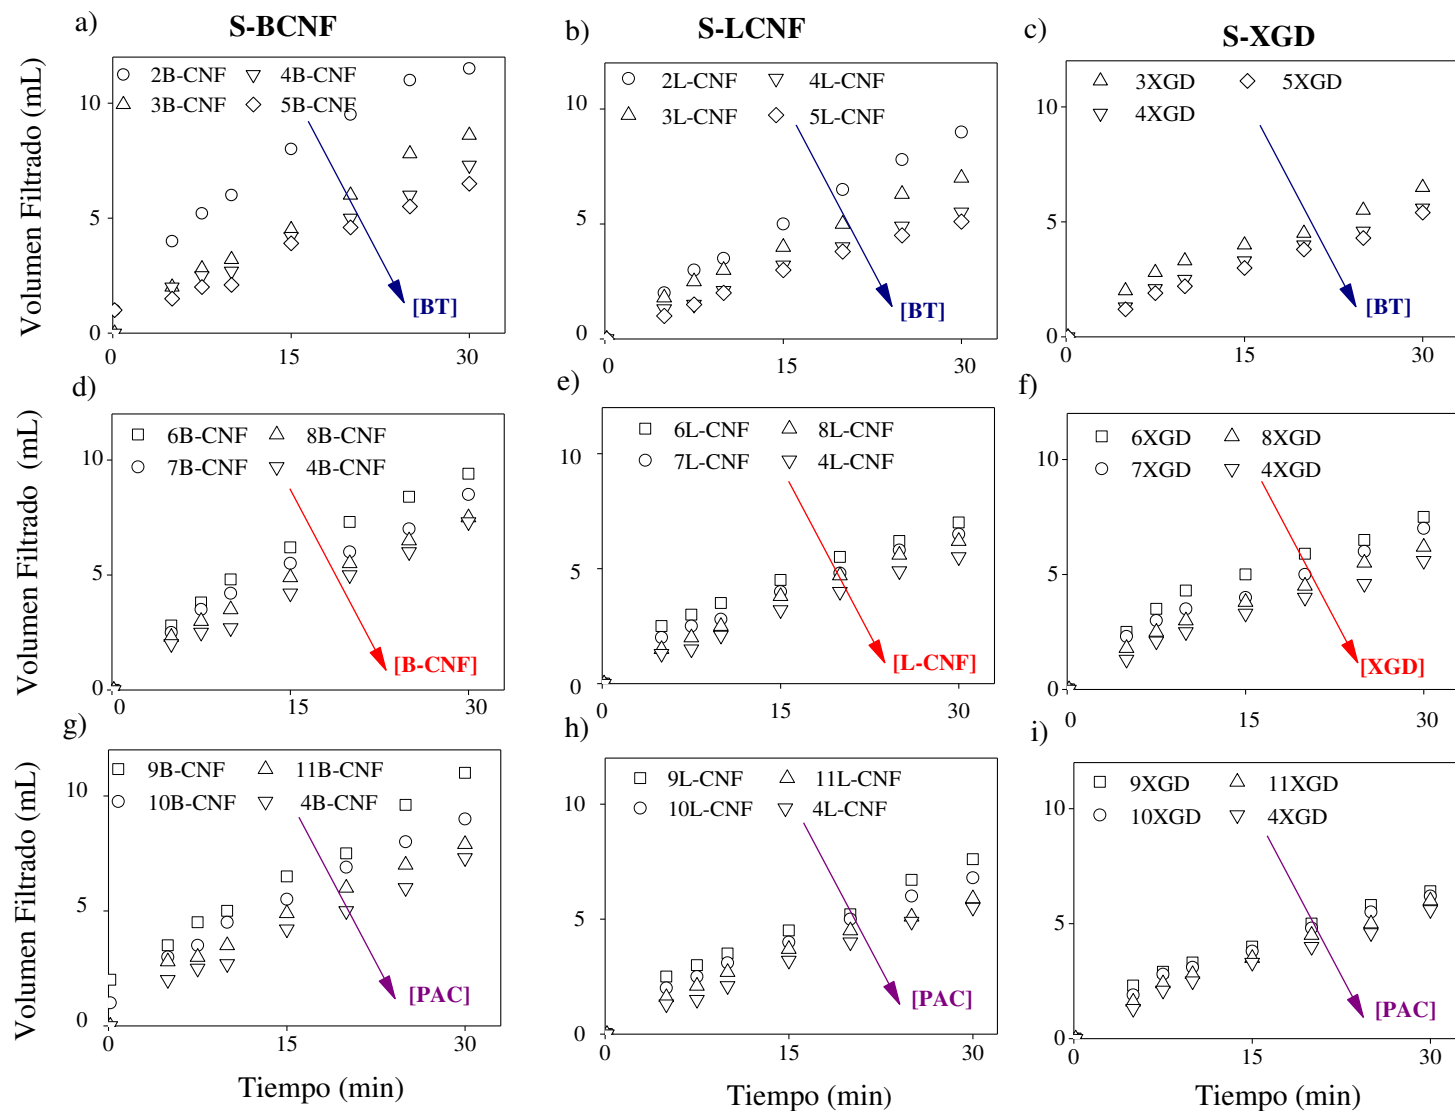 S-BCNF
S-LCNF
S-XGD
a)
Volumen Filtrado (mL)
2B-CNF 4B-CNF
3B-CNF 5B-CNF
10
5
0
0 15 30
[BT]
b)
2L-CNF 4L-CNF
3L-CNF 5L-CNF
10
5
0
0 15 30
[BT]
c)
3XGD 5XGD
4XGD
10
5
0
0 15 30
[BT]
d)
Volumen Filtrado (mL)
6B-CNF 8B-CNF
7B-CNF 4B-CNF
10
5
0
0 15 30
[B-CNF]
e)
6L-CNF 8L-CNF
7L-CNF 4L-CNF
10
5
0
0 15 30
[L-CNF]
f)
6XGD 8XGD
7XGD 4XGD
10
5
0
0 15 30
[XGD]
g)
Volumen Filtrado (mL)
9B-CNF 11B-CNF
10B-CNF 4B-CNF
10
5
0
0 15 30
[PAC]
Tiempo (min)
h)
9L-CNF 11L-CNF
10L-CNF 4L-CNF
10
5
0
0 15 30
[PAC]
Tiempo (min)
i)
9XGD 11XGD
10XGD 4XGD
10
5
0
0 15 30
[PAC]
Tiempo (min)